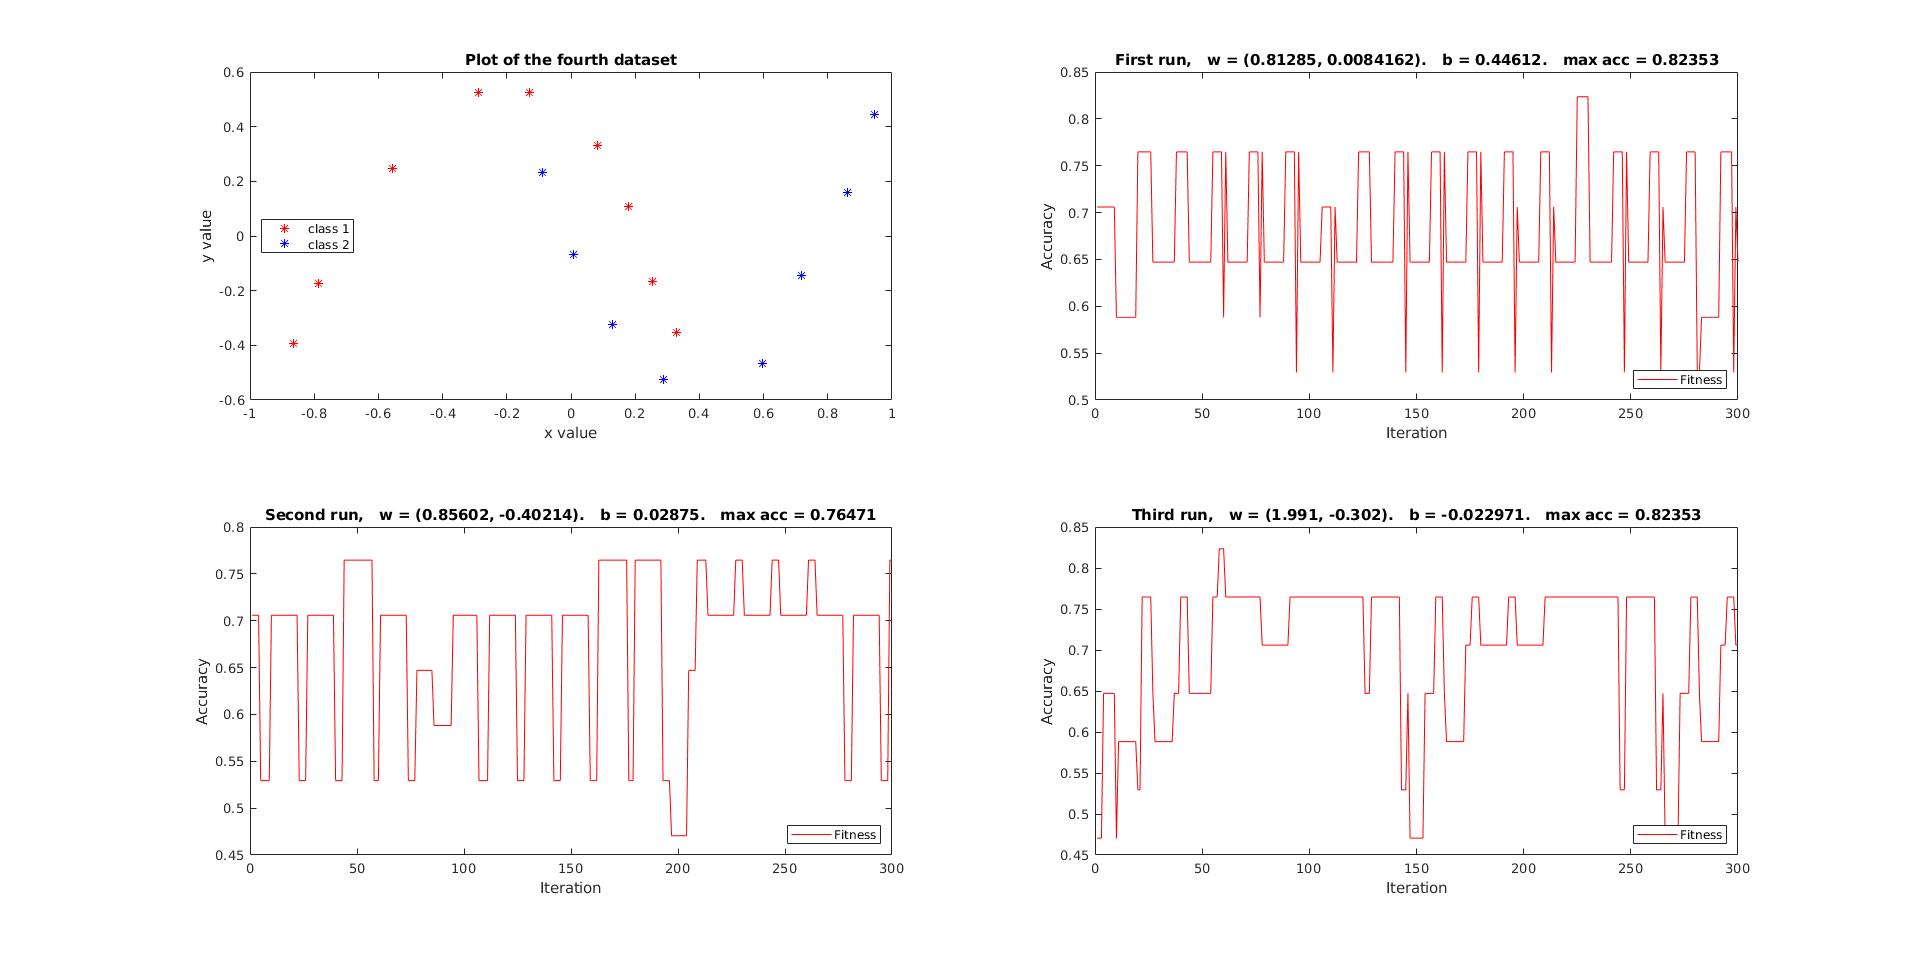 Plot of the fourth dataset
0.6
0.4
0.2
0
-0.2
-0.4
-0.6
y value
class 1
class 2
-1 -0.8 -0.6 -0.4 -0.2 0 0.2 0.4 0.6 0.8 1
x value
First run, w = (0.81285, 0.0084162). b = 0.44612. max acc = 0.82353
0.85
0.8
0.75
0.7
0.65
0.6
0.55
0.5
Accuracy
Fitness
0 50 100 150 200 250 300
Iteration
Second run, w = (0.85602, -0.40214). b = 0.02875. max acc = 0.76471
0.8
0.75
0.7
0.65
0.6
0.55
0.5
0.45
Accuracy
Fitness
0 50 100 150 200 250 300
Iteration
Third run, w = (1.991, -0.302). b = -0.022971. max acc = 0.82353
0.85
0.8
0.75
0.7
0.65
0.6
0.55
0.5
0.45
Accuracy
Fitness
0 50 100 150 200 250 300
Iteration